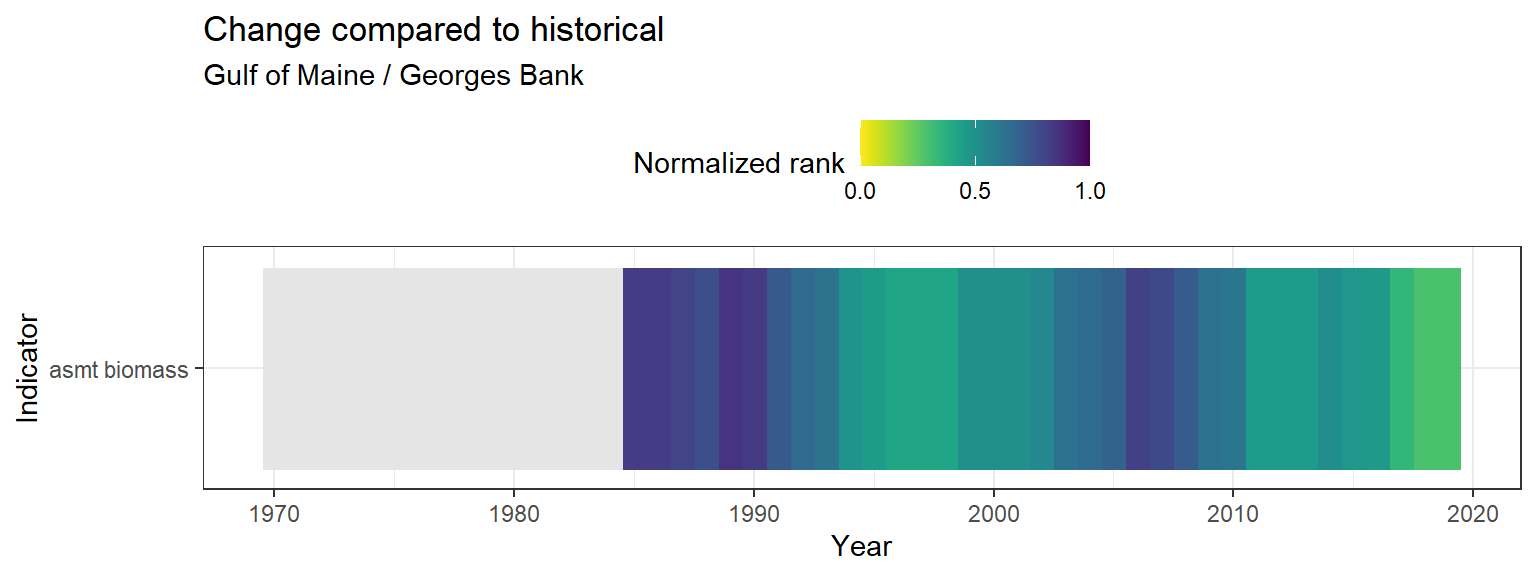 Change compared to historical
Gulf of Maine / Georges Bank
Normalized rank
0.0 0.5 1.0
Indicator
asmt biomass
1970 1980 1990 2000 2010 2020
Year